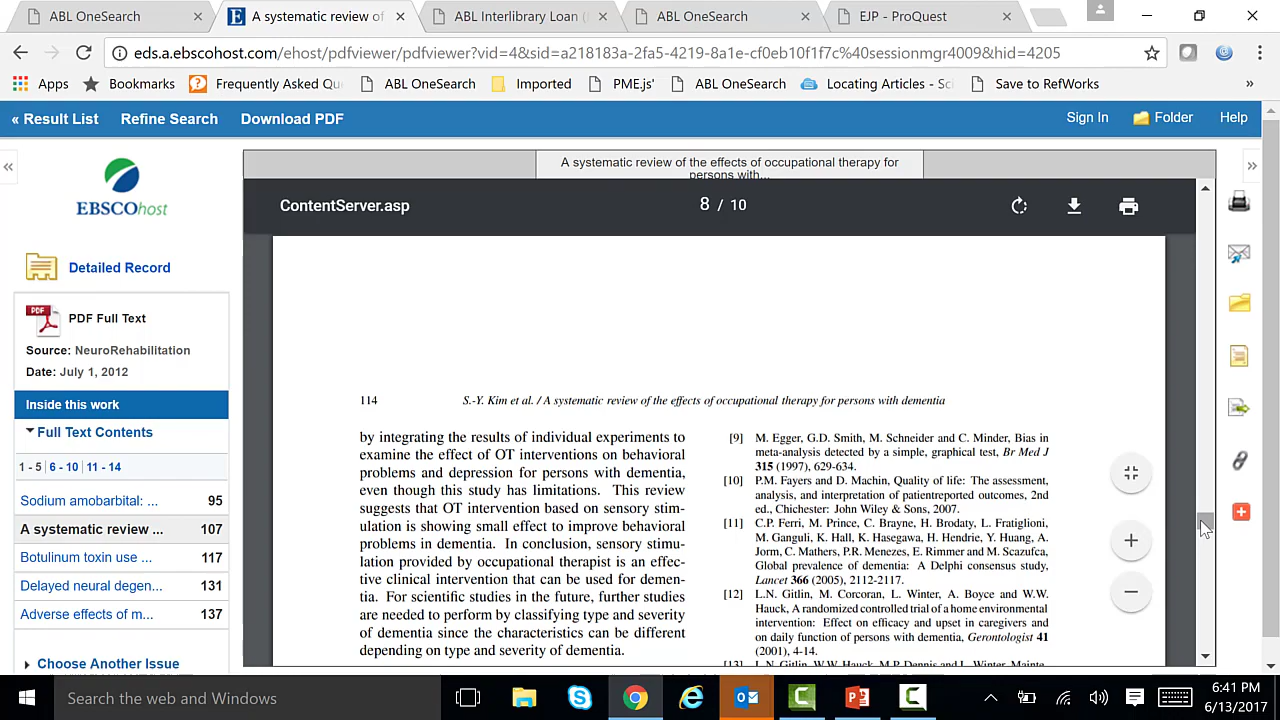 ABL OneSearch
A systematic review of
ABL Interlibrary Loan (
ABL OneSearch
EJP - ProQuest
eds.a.ebscohost.com/ehost/pdfviewer/pdfviewer?vid=4&sid=a218183a-2fa5-4219-8a1e-cf0eb10f1f7c%40sessionmgr4009&hid=4205
Apps
Bookmarks
Frequently Asked Qu
ABL OneSearch
Imported
PME.js'
ABL OneSearch
Locating Articles - Sc
Save to RefWorks
»
« Result List
Refine Search
Download PDF
Sign In
Folder
Help
«
A systematic review of the effects of occupational therapy for
persons with...
»
EBSCOhost
ContentServer.asp
8 / 10
Detailed Record
PDF
PDF Full Text
Source: NeuroRehabilitation
Date: July 1, 2012
Inside this work
Full Text Contents
1 - 5 | 6 - 10 | 11 - 14
Sodium amobarbital: ... 95
A systematic review ... 107
Botulinum toxin use ... 117
Delayed neural degen... 131
Adverse effects of m... 137
Choose Another Issue
114
S.-Y. Kim et al. / A systematic review of the effects of occupational therapy for persons with dementia
by integrating the results of individual experiments to
examine the effect of OT interventions on behavioral
problems and depression for persons with dementia,
even though this study has limitations. This review
suggests that OT intervention based on sensory stim-
ulation is showing small effect to improve behavioral
problems in dementia. In conclusion, sensory stimu-
lation provided by occupational therapist is an effec-
tive clinical intervention that can be used for demen-
tia. For scientific studies in the future, further studies
are needed to perform by classifying type and severity
of dementia since the characteristics can be different
depending on type and severity of dementia.
[9] M. Egger, G.D. Smith, M. Schneider and C. Minder, Bias in
meta-analysis detected by a simple, graphical test, Br Med J
315 (1997), 629-634.
[10] P.M. Fayers and D. Machin, Quality of life: The assessment,
analysis, and interpretation of patientreported outcomes, 2nd
ed., Chichester: John Wiley & Sons, 2007.
[11] C.P. Ferri, M. Prince, C. Brayne, H. Brodaty, L. Fratiglioni,
M. Ganguli, K. Hall, K. Hasegawa, H. Hendrie, Y. Huang, A.
Jorm, C. Mathers, P.R. Menezes, E. Rimmer and M. Scazufca,
Global prevalence of dementia: A Delphi consensus study,
Lancet 366 (2005), 2112-2117.
[12] L.N. Gitlin, M. Corcoran, L. Winter, A. Boyce and W.W.
Hauck, A randomized controlled trial of a home environmental
intervention: Effect on efficacy and upset in caregivers and
on daily function of persons with dementia, Gerontologist 41
(2001), 4-14.
[13] L.N. Gitlin, W.W. Hauck, M.P. Dennis and L. Winter, Mainte-
Search the web and Windows
6:41 PM
6/13/2017